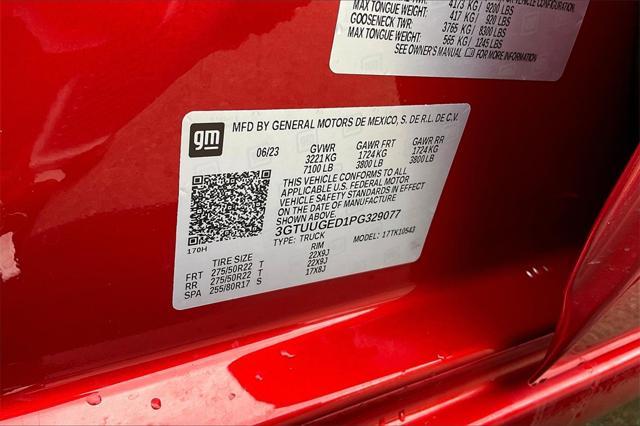 4173 KG / 9200 LBS
MAX TONGUE WEIGHT: 417 KG / 920 LBS
GOOSENECK TWR: 3765 KG / 8300 LBS
MAX TONGUE WEIGHT: 565 KG / 1245 LBS
SEE OWNER'S MANUAL FOR MORE INFORMATION
gm
MFD BY GENERAL MOTORS DE MEXICO, S. DE R.L. DE C.V.
06/23 GVWR GAWR FRT GAWR RR
3221 KG 1724 KG 1724 KG
7100 LB 3800 LB 3800 LB
THIS VEHICLE CONFORMS TO ALL
APPLICABLE U.S. FEDERAL MOTOR
VEHICLE SAFETY STANDARDS IN EFFECT
ON THE DATE OF MANUFACTURE
SHOWN ABOVE.
3GTUUGED1PG329077
TYPE: TRUCK MODEL: 17TK10543
170H
TIRE SIZE RIM
FRT 275/50R22 T 22X9J
RR 275/50R22 T 22X9J
SPA 255/80R17 S 17X8J